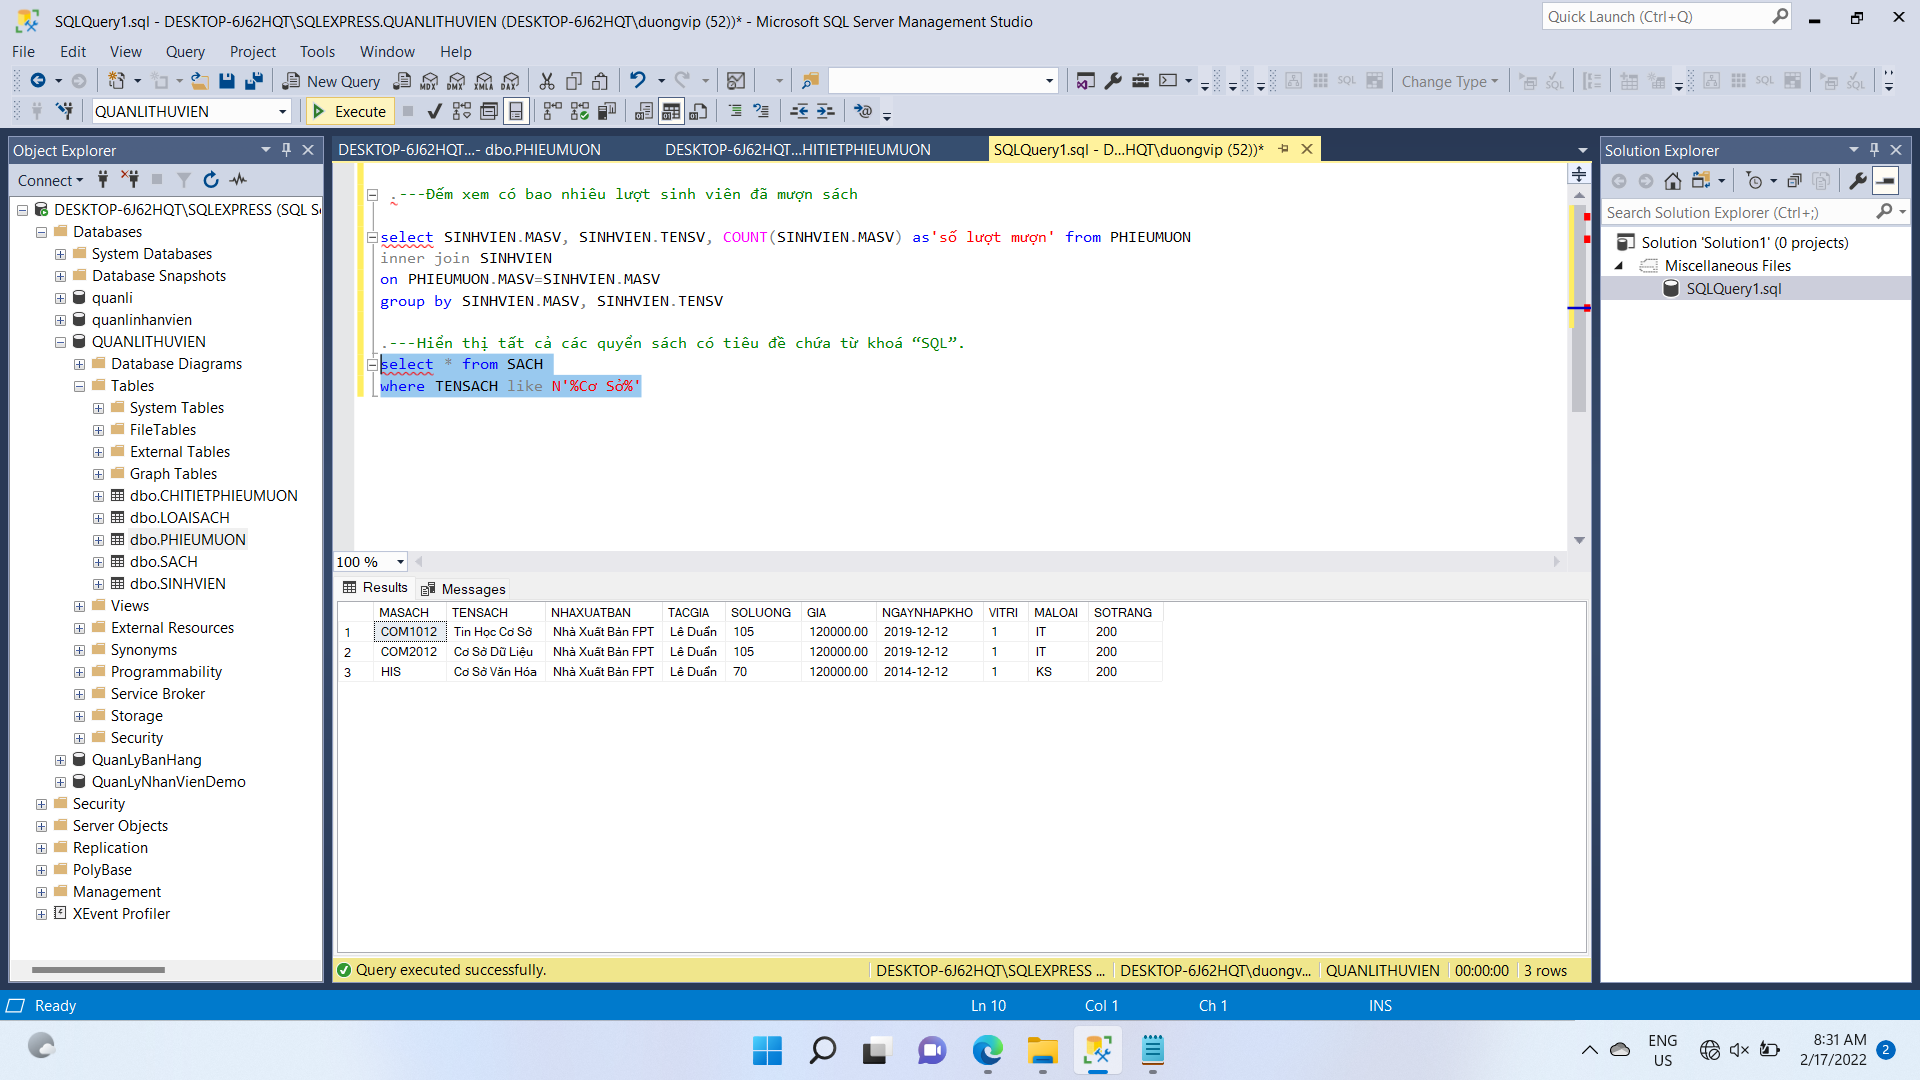 SQLQuery1.sql - DESKTOP-6J62HQT\SQLEXPRESS.QUANLITHUVIEN (DESKTOP-6J62HQT\duongvip (52))* - Microsoft SQL Server Management Studio
Quick Launch (Ctrl+Q)
File Edit View Query Project Tools Window Help
New Query MDX DMX XMLA DAX SQL Change Type SQL
QUANLITHUVIEN Execute
Object Explorer
Connect
DESKTOP-6J62HQT\SQLEXPRESS (SQL S
Databases
System Databases
Database Snapshots
quanli
quanlinhanvien
QUANLITHUVIEN
Database Diagrams
Tables
System Tables
FileTables
External Tables
Graph Tables
dbo.CHITIETPHIEUMUON
dbo.LOAISACH
dbo.PHIEUMUON
dbo.SACH
dbo.SINHVIEN
Views
External Resources
Synonyms
Programmability
Service Broker
Storage
Security
QuanLyBanHang
QuanLyNhanVienDemo
Security
Server Objects
Replication
PolyBase
Management
XEvent Profiler
DESKTOP-6J62HQT...- dbo.PHIEUMUON DESKTOP-6J62HQT...HITIETPHIEUMUON SQLQuery1.sql - D...HQT\duongvip (52))*
.---Đếm xem có bao nhiêu lượt sinh viên đã mượn sách
select SINHVIEN.MASV, SINHVIEN.TENSV, COUNT(SINHVIEN.MASV) as'số lượt mượn' from PHIEUMUON
inner join SINHVIEN
on PHIEUMUON.MASV=SINHVIEN.MASV
group by SINHVIEN.MASV, SINHVIEN.TENSV
.---Hiển thị tất cả các quyển sách có tiêu đề chứa từ khoá “SQL”.
select * from SACH
where TENSACH like N'%Cơ Sở%'
100 %
Results Messages
MASACH TENSACH NHAXUATBAN TACGIA SOLUONG GIA NGAYNHAPKHO VITRI MALOAI SOTRANG
1 COM1012 Tin Học Cơ Sở Nhà Xuất Bản FPT Lê Duẩn 105 120000.00 2019-12-12 1 IT 200
2 COM2012 Cơ Sở Dữ Liệu Nhà Xuất Bản FPT Lê Duẩn 105 120000.00 2019-12-12 1 IT 200
3 HIS Cơ Sở Văn Hóa Nhà Xuất Bản FPT Lê Duẩn 70 120000.00 2014-12-12 1 KS 200
Query executed successfully. DESKTOP-6J62HQT\SQLEXPRESS ... DESKTOP-6J62HQT\duongv... QUANLITHUVIEN 00:00:00 3 rows
Solution Explorer
Search Solution Explorer (Ctrl+;)
Solution 'Solution1' (0 projects)
Miscellaneous Files
SQLQuery1.sql
Ready Ln 10 Col 1 Ch 1 INS
ENG
US
8:31 AM
2/17/2022
2